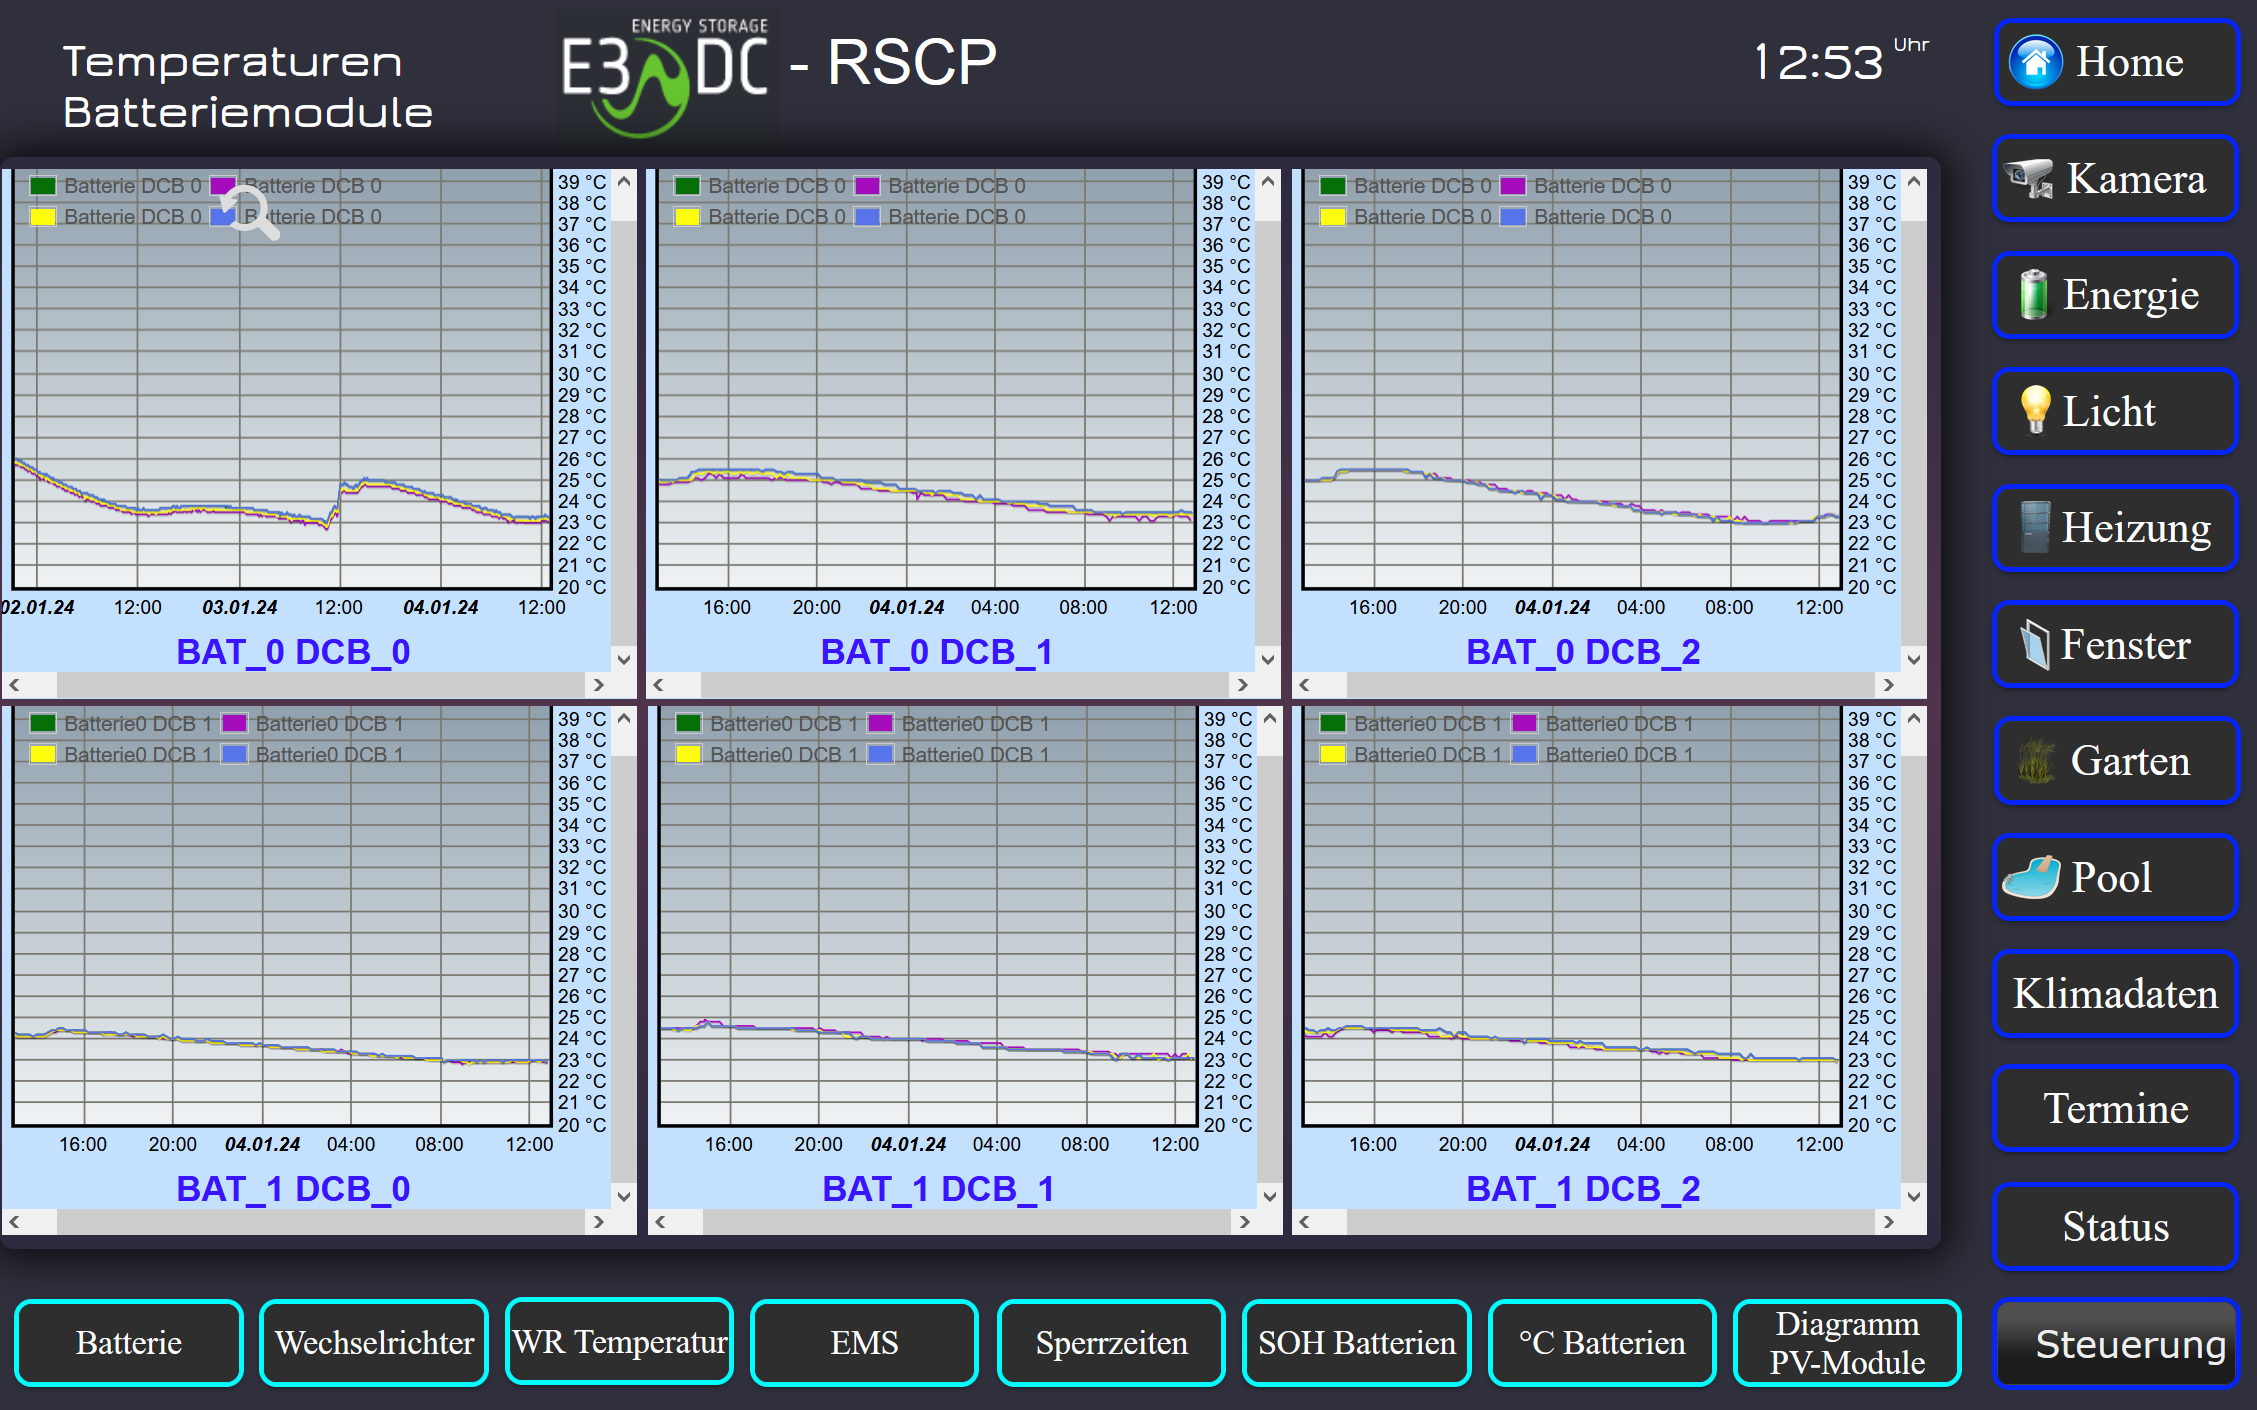 Temperaturen
Batteriemodule
ENERGY STORAGE
E3 DC - RSCP
12:53 Uhr
Home
Kamera
Energie
Licht
Heizung
Fenster
Garten
Pool
Klimadaten
Termine
Status
Steuerung
Batterie DCB 0 Batterie DCB 0
Batterie DCB 0 Batterie DCB 0
39 °C
38 °C
37 °C
36 °C
35 °C
34 °C
33 °C
32 °C
31 °C
30 °C
29 °C
28 °C
27 °C
26 °C
25 °C
24 °C
23 °C
22 °C
21 °C
20 °C
02.01.24 12:00 03.01.24 12:00 04.01.24 12:00
BAT_0 DCB_0
Batterie DCB 0 Batterie DCB 0
Batterie DCB 0 Batterie DCB 0
39 °C
38 °C
37 °C
36 °C
35 °C
34 °C
33 °C
32 °C
31 °C
30 °C
29 °C
28 °C
27 °C
26 °C
25 °C
24 °C
23 °C
22 °C
21 °C
20 °C
16:00 20:00 04.01.24 04:00 08:00 12:00
BAT_0 DCB_1
Batterie DCB 0 Batterie DCB 0
Batterie DCB 0 Batterie DCB 0
39 °C
38 °C
37 °C
36 °C
35 °C
34 °C
33 °C
32 °C
31 °C
30 °C
29 °C
28 °C
27 °C
26 °C
25 °C
24 °C
23 °C
22 °C
21 °C
20 °C
16:00 20:00 04.01.24 04:00 08:00 12:00
BAT_0 DCB_2
Batterie0 DCB 1 Batterie0 DCB 1
Batterie0 DCB 1 Batterie0 DCB 1
39 °C
38 °C
37 °C
36 °C
35 °C
34 °C
33 °C
32 °C
31 °C
30 °C
29 °C
28 °C
27 °C
26 °C
25 °C
24 °C
23 °C
22 °C
21 °C
20 °C
16:00 20:00 04.01.24 04:00 08:00 12:00
BAT_1 DCB_0
Batterie0 DCB 1 Batterie0 DCB 1
Batterie0 DCB 1 Batterie0 DCB 1
39 °C
38 °C
37 °C
36 °C
35 °C
34 °C
33 °C
32 °C
31 °C
30 °C
29 °C
28 °C
27 °C
26 °C
25 °C
24 °C
23 °C
22 °C
21 °C
20 °C
16:00 20:00 04.01.24 04:00 08:00 12:00
BAT_1 DCB_1
Batterie0 DCB 1 Batterie0 DCB 1
Batterie0 DCB 1 Batterie0 DCB 1
39 °C
38 °C
37 °C
36 °C
35 °C
34 °C
33 °C
32 °C
31 °C
30 °C
29 °C
28 °C
27 °C
26 °C
25 °C
24 °C
23 °C
22 °C
21 °C
20 °C
16:00 20:00 04.01.24 04:00 08:00 12:00
BAT_1 DCB_2
Batterie
Wechselrichter
WR Temperatur
EMS
Sperrzeiten
SOH Batterien
°C Batterien
Diagramm
PV-Module